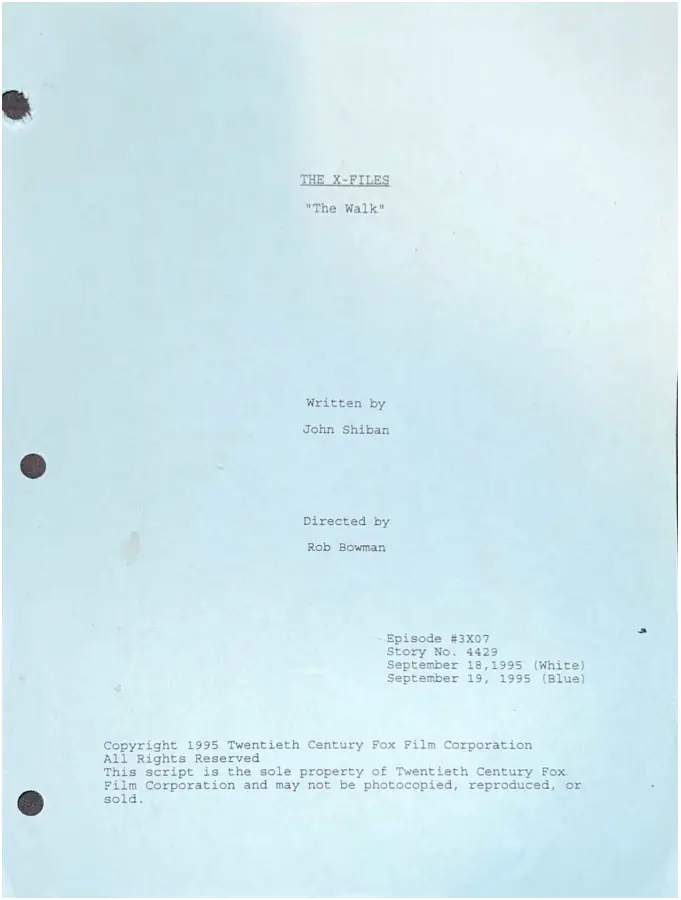 THE X-FILES
"The Walk"
Written by
John Shiban
Directed by
Rob Bowman
Episode #3X07
Story No. 4429
September 18,1995 (White)
September 19, 1995 (Blue)
Copyright 1995 Twentieth Century Fox Film Corporation
All Rights Reserved
This script is the sole property of Twentieth Century Fox
Film Corporation and may not be photocopied, reproduced, or
sold.